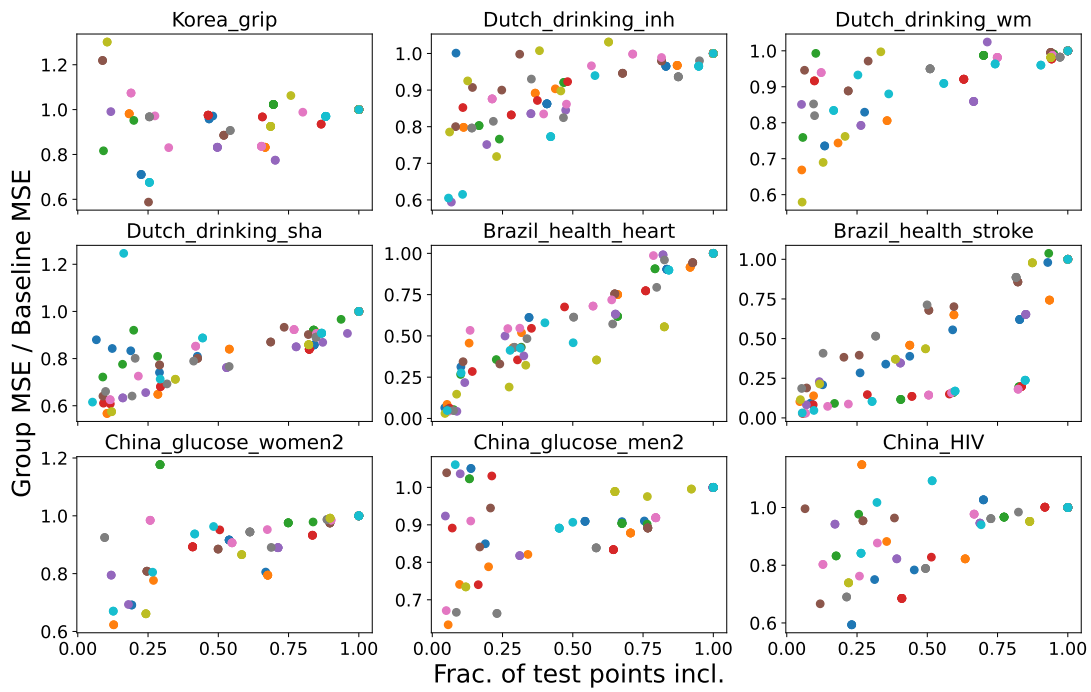 Korea_grip
Dutch_drinking_inh
Dutch_drinking_wm
1.2
1.0
0.8
0.6
1.0
0.9
0.8
0.7
0.6
1.0
0.9
0.8
0.7
0.6
Dutch_drinking_sha
Brazil_health_heart
Brazil_health_stroke
1.2
1.0
0.8
0.6
1.00
0.75
0.50
0.25
0.00
1.00
0.75
0.50
0.25
0.00
China_glucose_women2
China_glucose_men2
China_HIV
1.2
1.0
0.8
0.6
1.0
0.9
0.8
0.7
1.0
0.8
0.6
0.00 0.25 0.50 0.75 1.00
0.00 0.25 0.50 0.75 1.00
0.00 0.25 0.50 0.75 1.00
Group MSE / Baseline MSE
Frac. of test points incl.